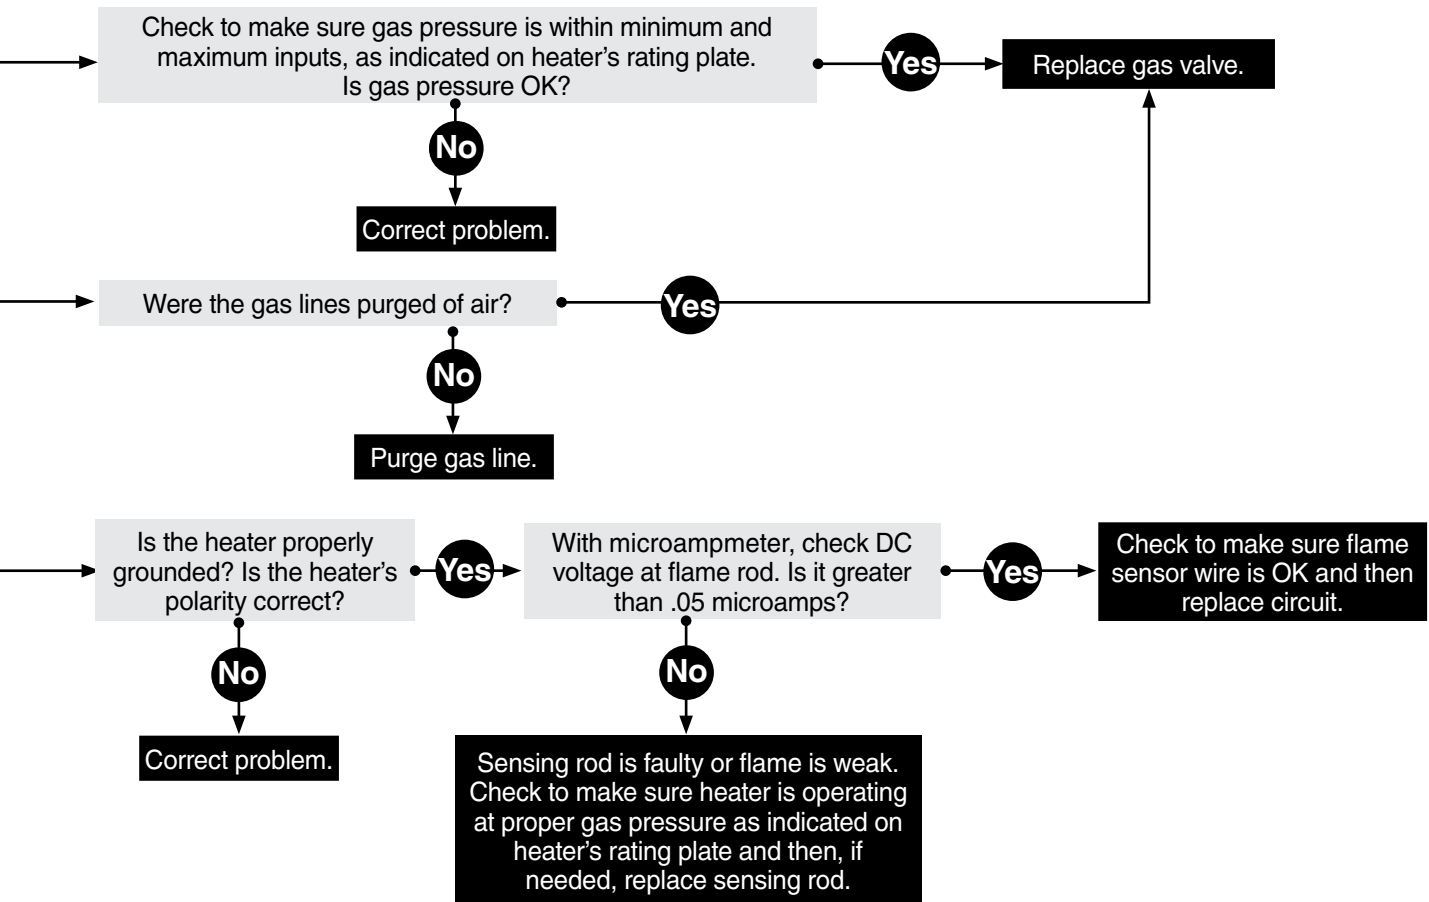 Check to make sure gas pressure is within minimum and
maximum inputs, as indicated on heater’s rating plate.
Is gas pressure OK?
Yes
Replace gas valve.
No
Correct problem.
Were the gas lines purged of air?
Yes
No
Purge gas line.
Is the heater properly
grounded? Is the heater’s
polarity correct?
Yes
With microampmeter, check DC
voltage at flame rod. Is it greater
than .05 microamps?
Yes
Check to make sure flame
sensor wire is OK and then
replace circuit.
No
Correct problem.
No
Sensing rod is faulty or flame is weak.
Check to make sure heater is operating
at proper gas pressure as indicated on
heater’s rating plate and then, if
needed, replace sensing rod.